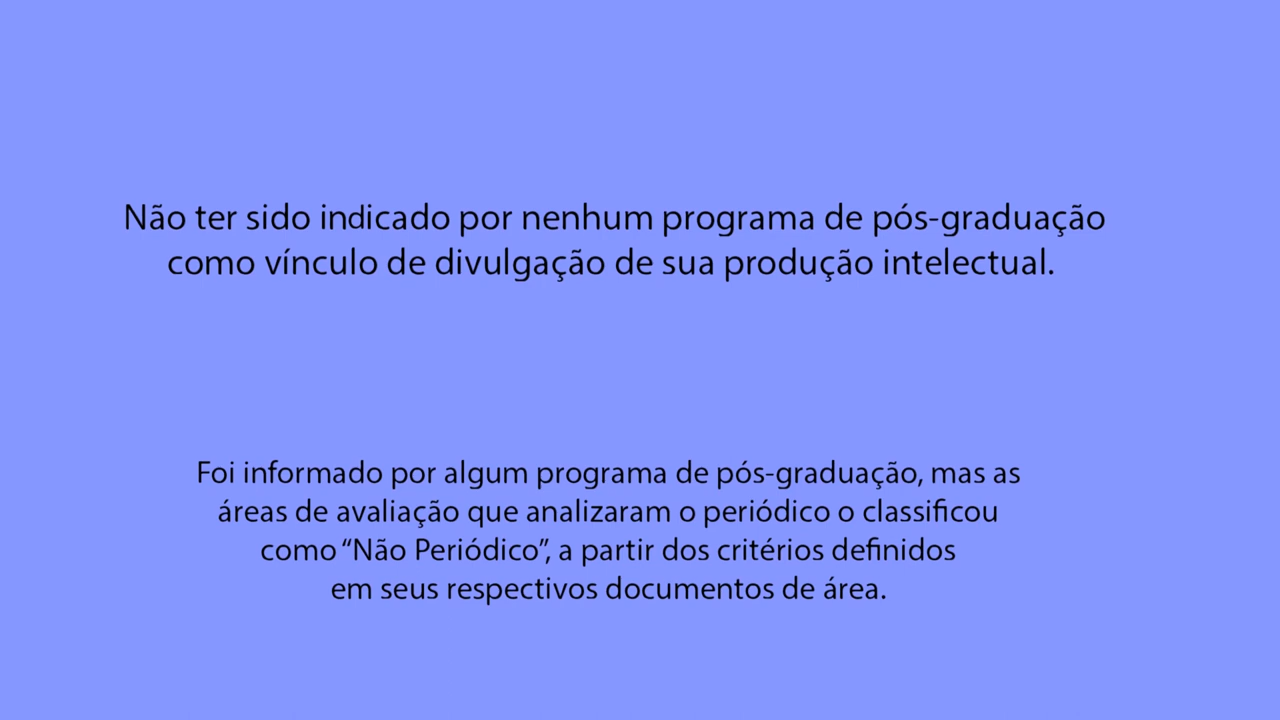 Não ter sido indicado por nenhum programa de pós-graduação
como vínculo de divulgação de sua produção intelectual.
Foi informado por algum programa de pós-graduação, mas as
áreas de avaliação que analizaram o periódico o classificou
como “Não Periódico”, a partir dos critérios definidos
em seus respectivos documentos de área.